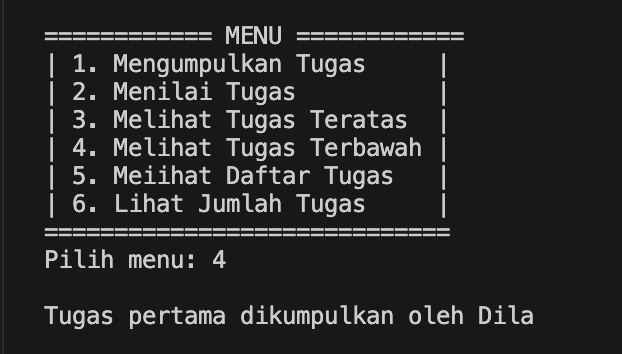 ============ MENU ============
| 1. Mengumpulkan Tugas     |
| 2. Menilai Tugas          |
| 3. Melihat Tugas Teratas  |
| 4. Melihat Tugas Terbawah |
| 5. Meiihat Daftar Tugas   |
| 6. Lihat Jumlah Tugas     |
=============================
Pilih menu: 4
Tugas pertama dikumpulkan oleh Dila